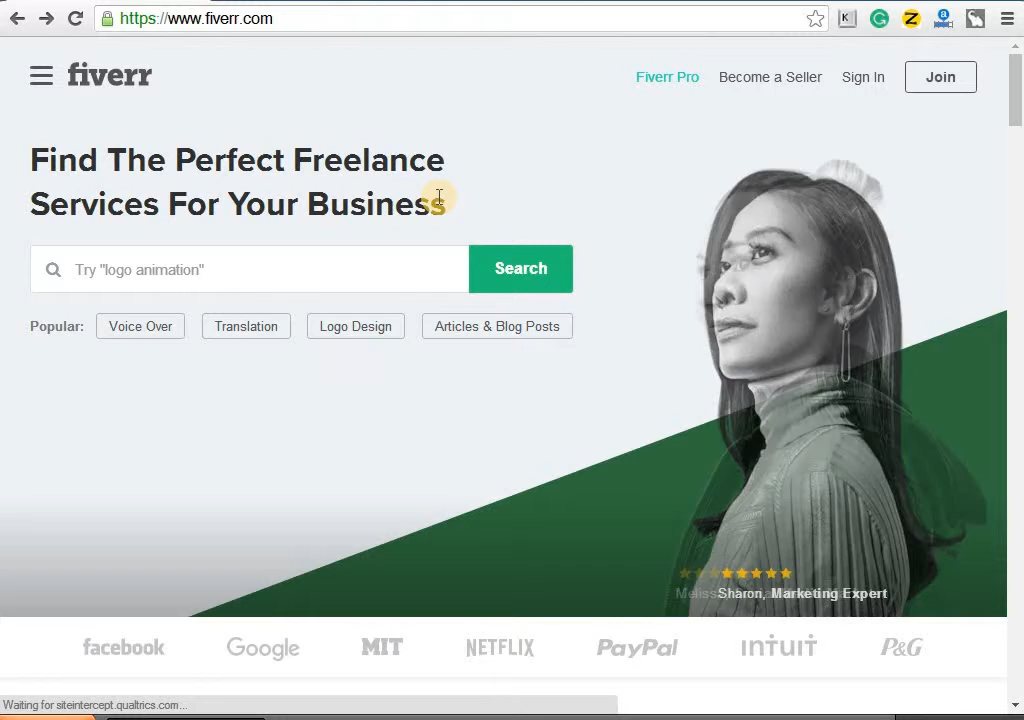 https://www.fiverr.com
K
G
Z
a
fiverr
Fiverr Pro
Become a Seller
Sign In
Join
Find The Perfect Freelance
Services For Your Business
Try "logo animation"
Search
Popular:
Voice Over
Translation
Logo Design
Articles & Blog Posts
Sharon, Marketing Expert
facebook
Google
MIT
NETFLIX
PayPal
intuit
P&G
Waiting for siteintercept.qualtrics.com...